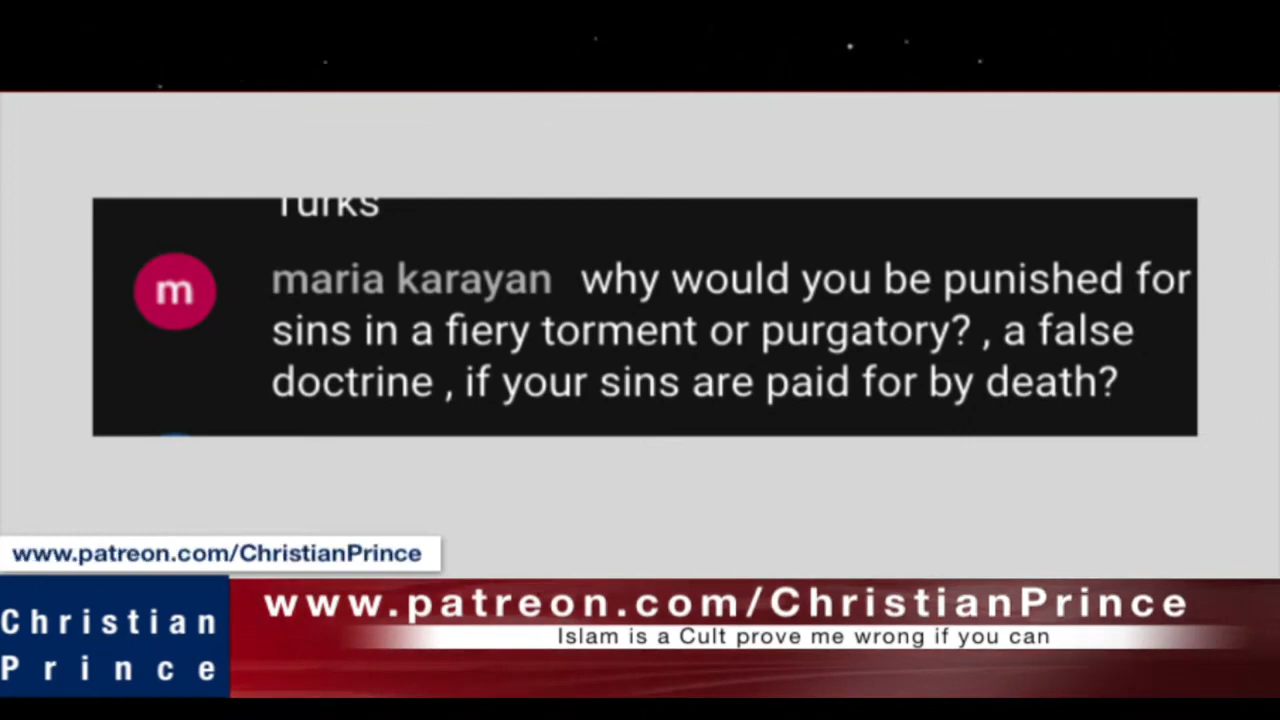 Turks
m
maria karayan why would you be punished for
sins in a fiery torment or purgatory? , a false
doctrine , if your sins are paid for by death?
www.patreon.com/ChristianPrince
www.patreon.com/ChristianPrince
Islam is a Cult prove me wrong if you can
Christian
Prince